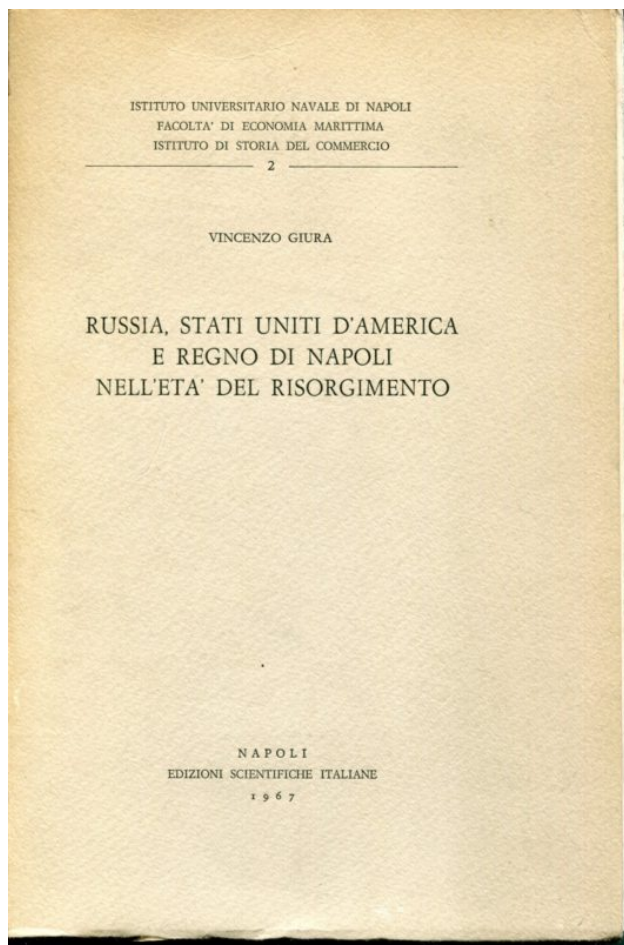 ISTITUTO UNIVERSITARIO NAVALE DI NAPOLI
FACOLTA' DI ECONOMIA MARITTIMA
ISTITUTO DI STORIA DEL COMMERCIO
2
VINCENZO GIURA
RUSSIA, STATI UNITI D'AMERICA
E REGNO DI NAPOLI
NELL'ETA' DEL RISORGIMENTO
NAPOLI
EDIZIONI SCIENTIFICHE ITALIANE
1967